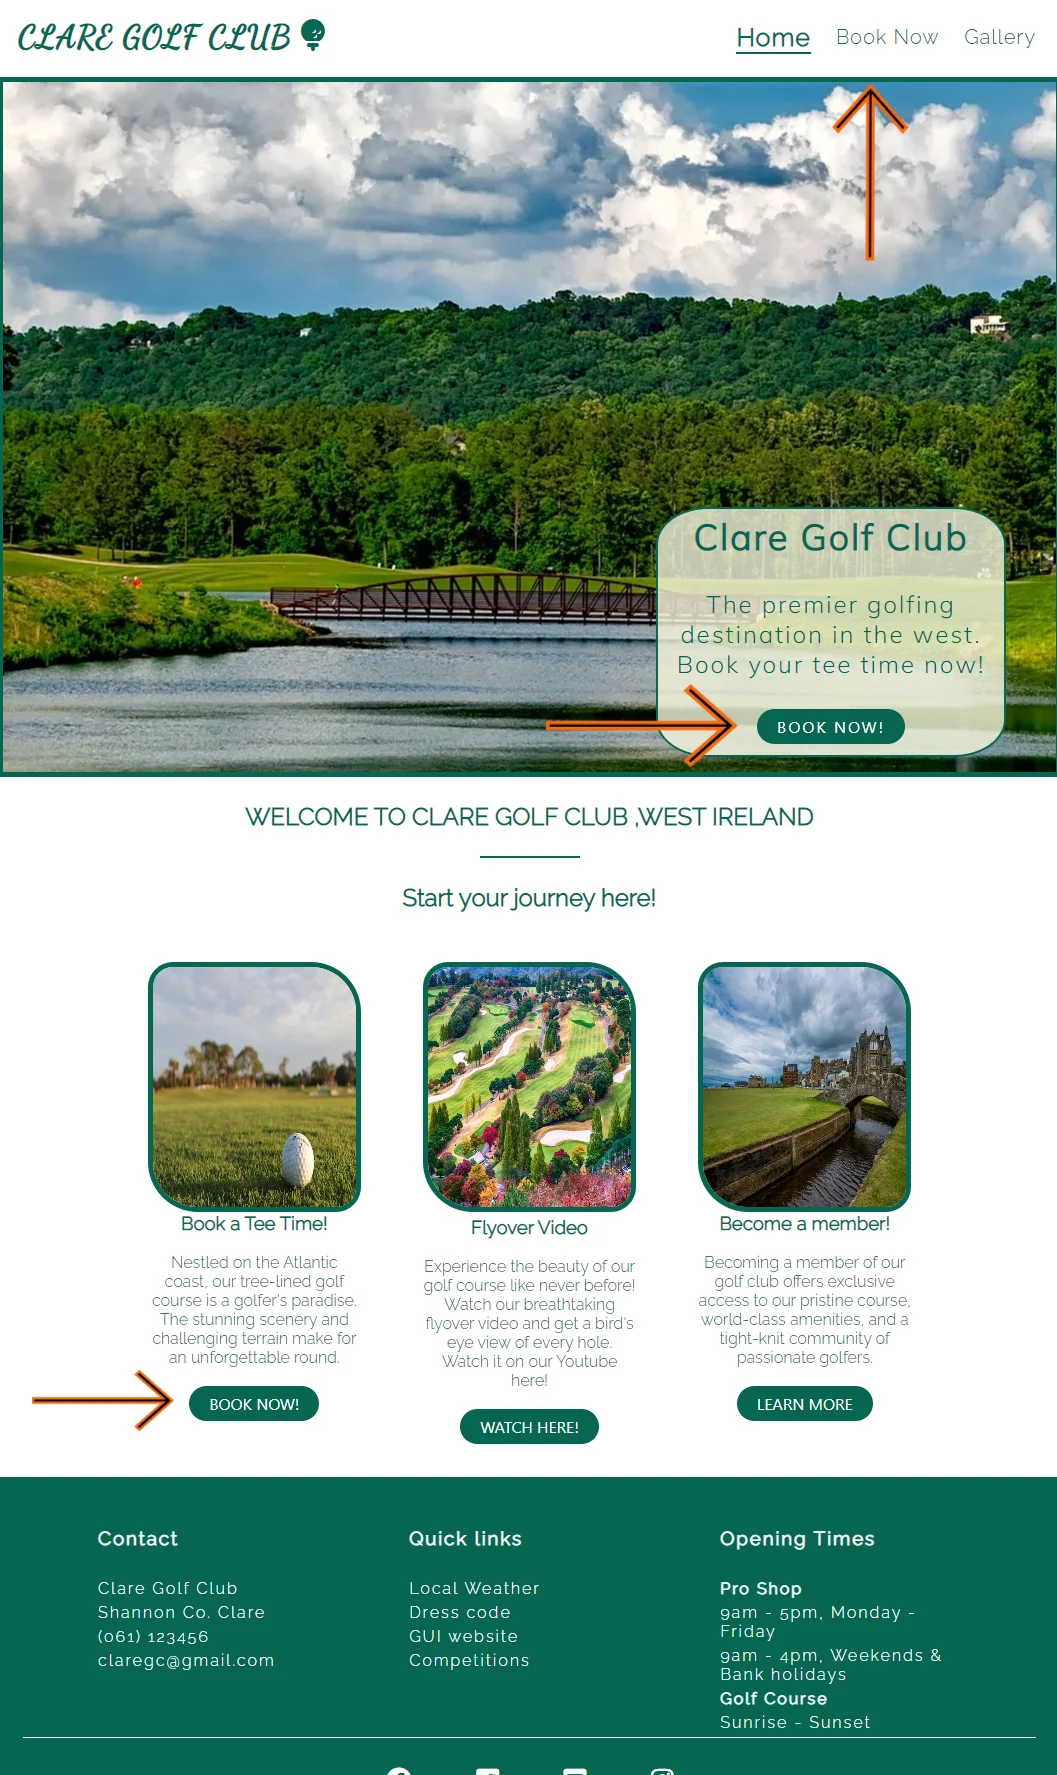 CLARE GOLF CLUB
Home Book Now Gallery
Clare Golf Club
The premier golfing
destination in the west.
Book your tee time now!
BOOK NOW!
WELCOME TO CLARE GOLF CLUB ,WEST IRELAND
Start your journey here!
Book a Tee Time!
Nestled on the Atlantic
coast, our tree-lined golf
course is a golfer's paradise.
The stunning scenery and
challenging terrain make for
an unforgettable round.
BOOK NOW!
Flyover Video
Experience the beauty of our
golf course like never before!
Watch our breathtaking
flyover video and get a bird's
eye view of every hole.
Watch it on our Youtube
here!
WATCH HERE!
Become a member!
Becoming a member of our
golf club offers exclusive
access to our pristine course,
world-class amenities, and a
tight-knit community of
passionate golfers.
LEARN MORE
Contact
Clare Golf Club
Shannon Co. Clare
(061) 123456
claregc@gmail.com
Quick links
Local Weather
Dress code
GUI website
Competitions
Opening Times
Pro Shop
9am - 5pm, Monday -
Friday
9am - 4pm, Weekends &
Bank holidays
Golf Course
Sunrise - Sunset